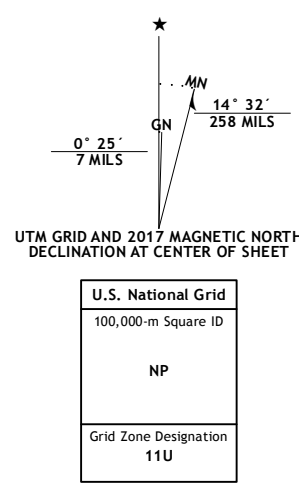 ★
MN
GN
14° 32´
258 MILS
0° 25´
7 MILS
UTM GRID AND 2017 MAGNETIC NORTH
DECLINATION AT CENTER OF SHEET
U.S. National Grid
100,000-m Square ID
NP
Grid Zone Designation
11U